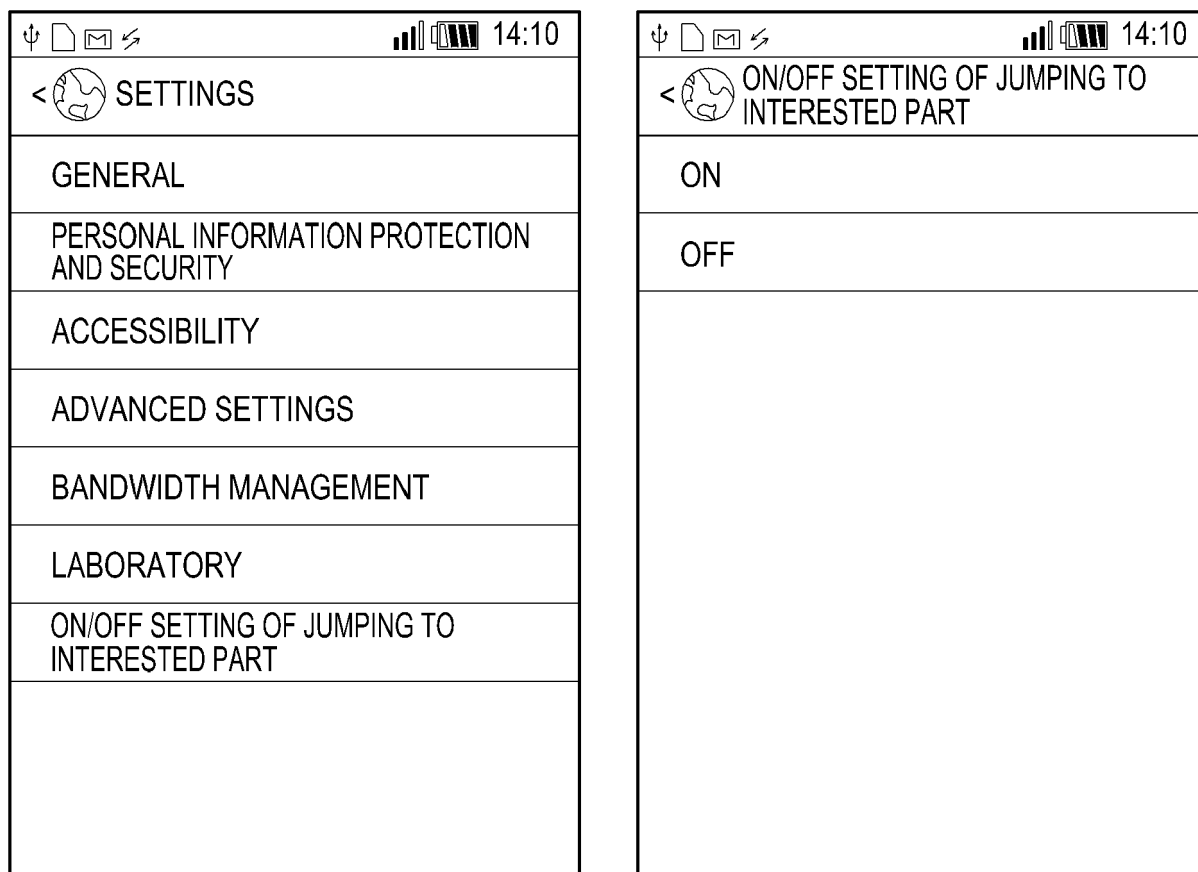 14:10
< SETTINGS
GENERAL
PERSONAL INFORMATION PROTECTION
AND SECURITY
ACCESSIBILITY
ADVANCED SETTINGS
BANDWIDTH MANAGEMENT
LABORATORY
ON/OFF SETTING OF JUMPING TO
INTERESTED PART
14:10
< ON/OFF SETTING OF JUMPING TO
INTERESTED PART
ON
OFF